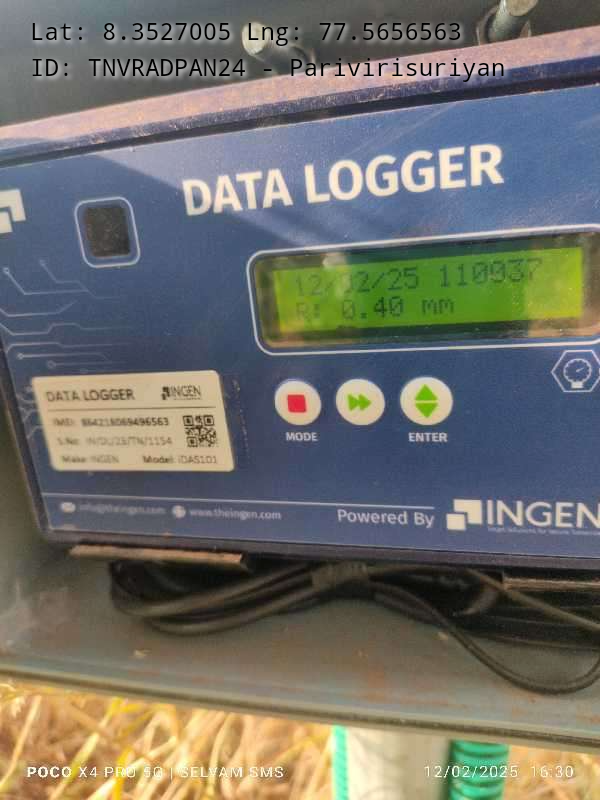 Lat: 8.3527005 Lng: 77.5656563
ID: TNVRADPAN24 - Parivirisuriyan
DATA LOGGER
12/02/25 110937
R: 0.40 mm
DATA LOGGER INGEN
IMEI: 864218069496563
S.No: IN/DL/23/TN/1154
Make: INGEN Model: iDAS101
MODE
ENTER
info@theingen.com www.theingen.com
Powered By INGEN
POCO X4 PRO 5G | SELVAM SMS
12/02/2025 16:30